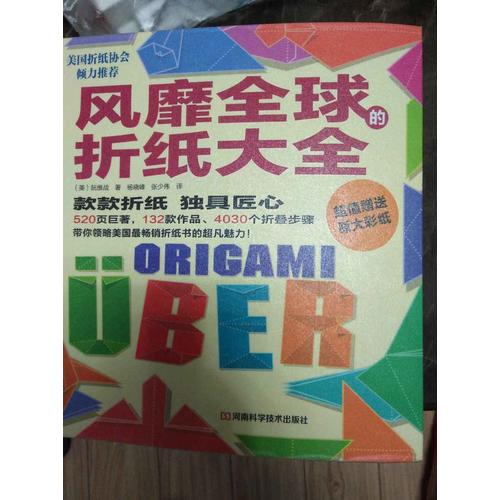 美国折纸协会
倾力推荐
风靡全球的
折纸大全
（美）阮维战 著 杨晓峰 张少伟 译
款款折纸 独具匠心
520页巨著，132款作品、4030个折叠步骤
带你领略美国最畅销折纸书的超凡魅力！
超值赠送
原大彩纸
ORIGAMI
ÜBER
河南科学技术出版社